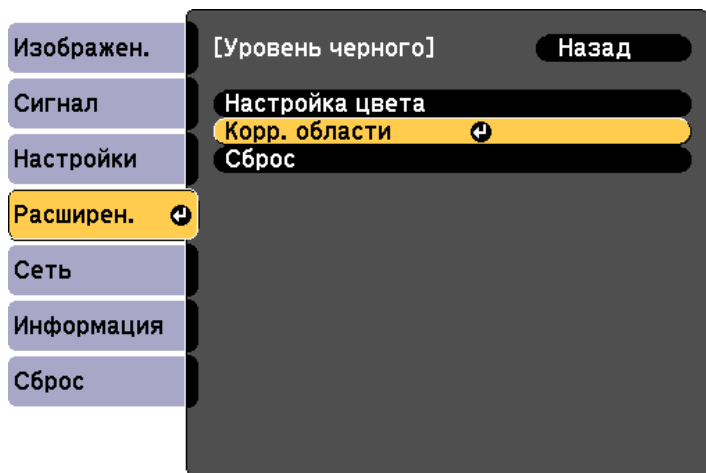 Изображен.
Сигнал
Настройки
Расширен.
Сеть
Информация
Сброс
[Уровень черного]
Назад
Настройка цвета
Корр. области
Сброс